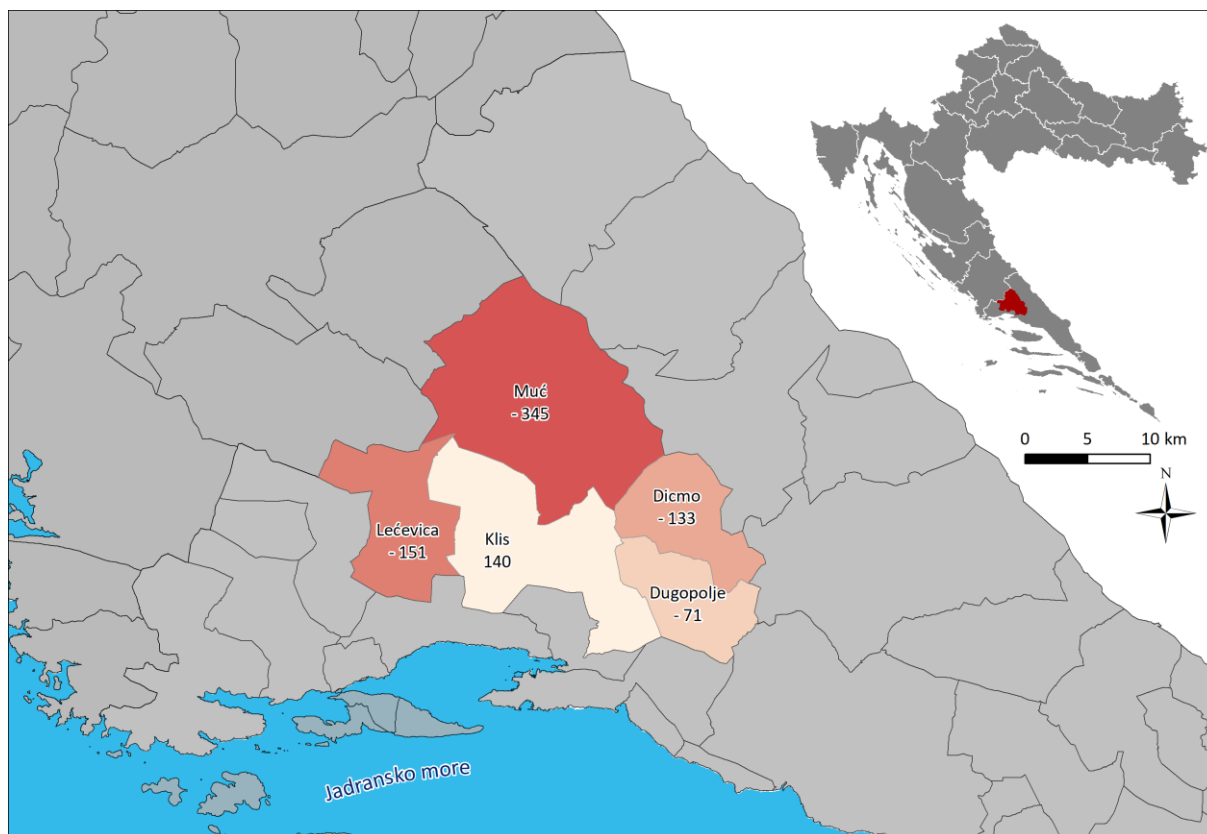 Muć
- 345
Dicmo
- 133
Lećevica
- 151
Klis
140
Dugopolje
- 71
Jadransko more
0 5 10 km
N